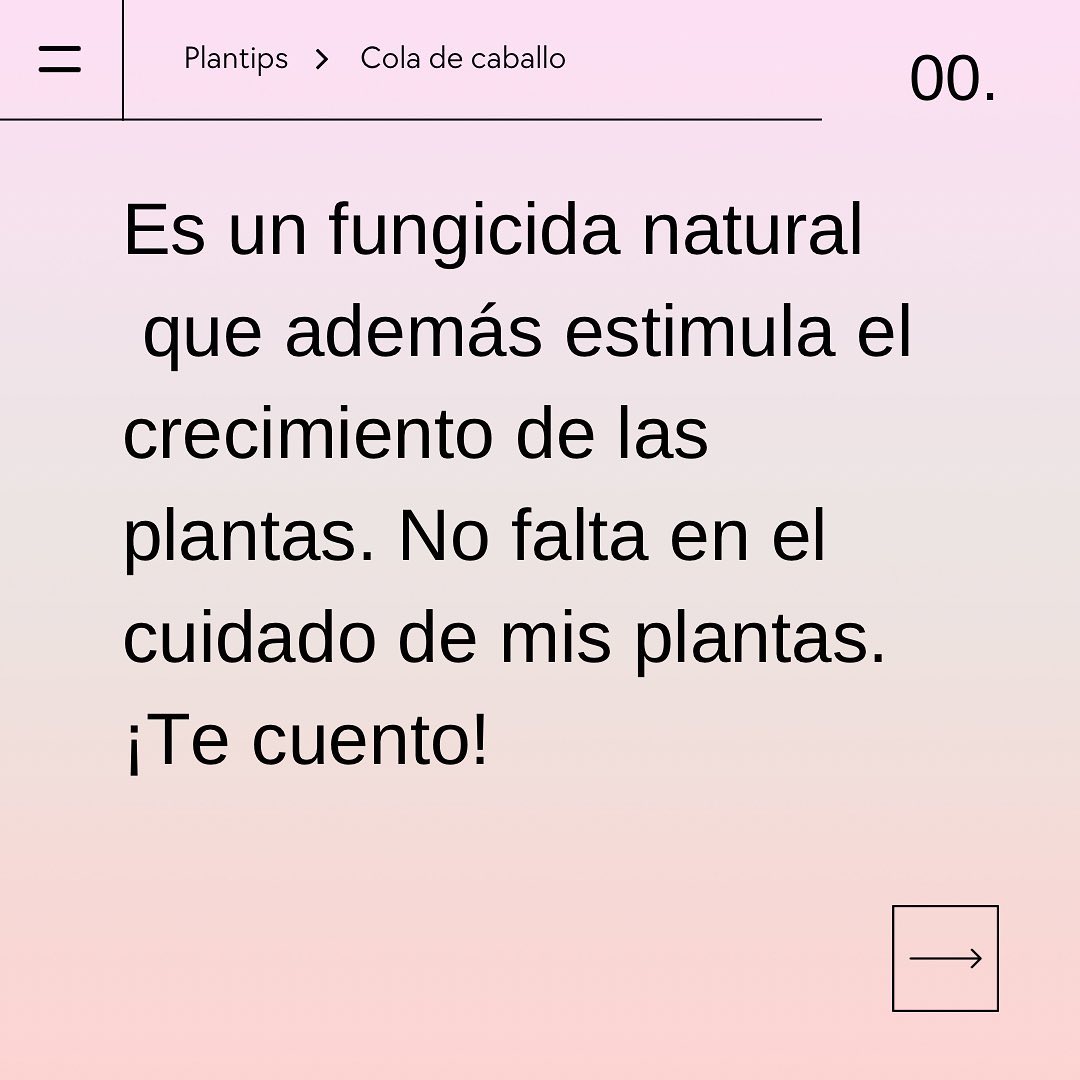 Plantips > Cola de caballo
00.
Es un fungicida natural
que además estimula el
crecimiento de las
plantas. No falta en el
cuidado de mis plantas.
¡Te cuento!